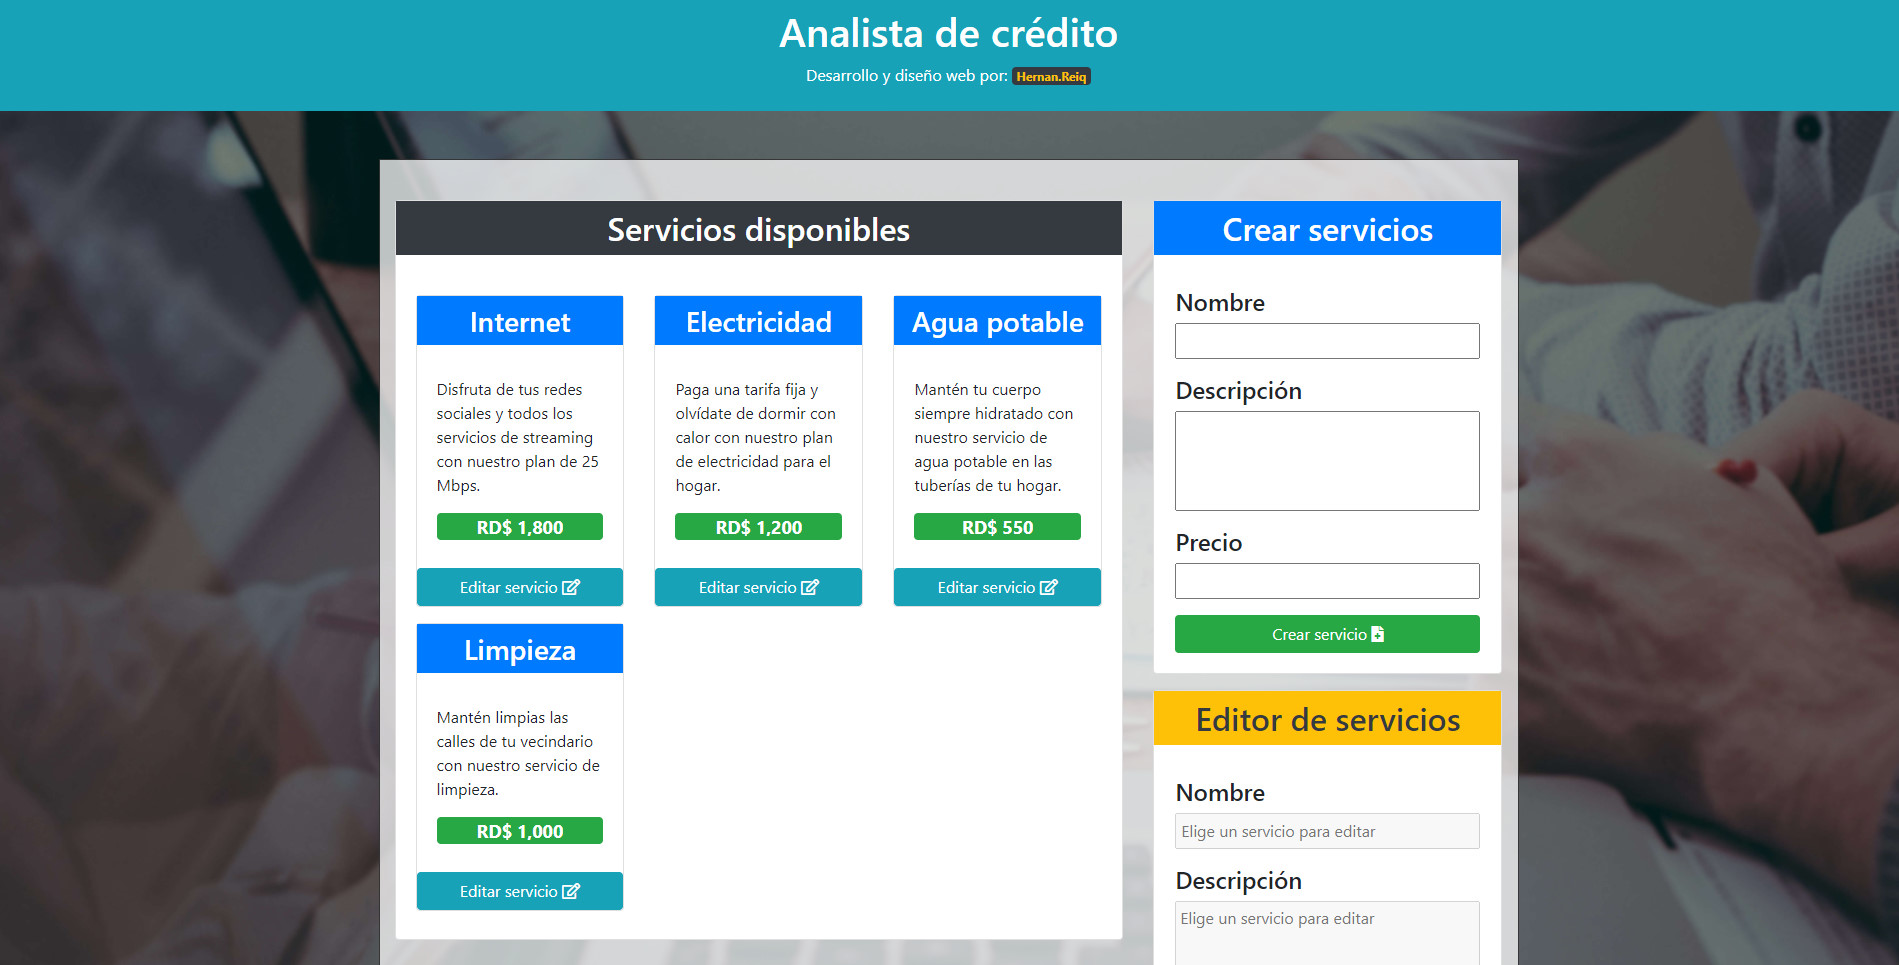 Analista de crédito
Desarrollo y diseño web por: Hernan.Reiq
Servicios disponibles
Internet
Disfruta de tus redes
sociales y todos los
servicios de streaming
con nuestro plan de 25
Mbps.
RD$ 1,800
Editar servicio
Electricidad
Paga una tarifa fija y
olvídate de dormir con
calor con nuestro plan
de electricidad para el
hogar.
RD$ 1,200
Editar servicio
Agua potable
Mantén tu cuerpo
siempre hidratado con
nuestro servicio de
agua potable en las
tuberías de tu hogar.
RD$ 550
Editar servicio
Limpieza
Mantén limpias las
calles de tu vecindario
con nuestro servicio de
limpieza.
RD$ 1,000
Editar servicio
Crear servicios
Nombre
Descripción
Precio
Crear servicio
Editor de servicios
Nombre
Elige un servicio para editar
Descripción
Elige un servicio para editar